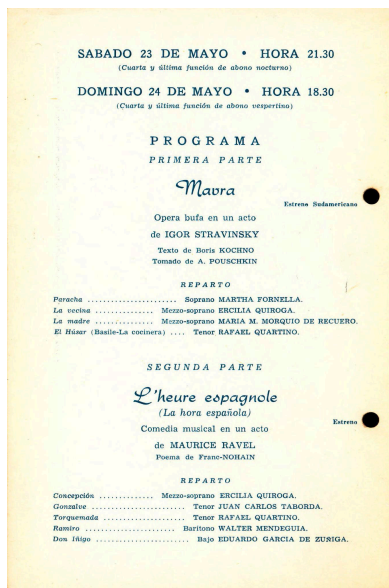 SABADO 23 DE MAYO • HORA 21.30
(Cuarta y última función de abono nocturno)
DOMINGO 24 DE MAYO • HORA 18.30
(Cuarta y última función de abono vespertino)
PROGRAMA
PRIMERA PARTE
Mavra
Estreno Sudamericano
Opera bufa en un acto
de IGOR STRAVINSKY
Texto de Boris KOCHNO
Tomado de A. POUSCHKIN
REPARTO
Paracha ....................... Soprano MARTHA FORNELLA.
La vecina ............... Mezzo-soprano ERCILIA QUIROGA.
La madre ............... Mezzo-soprano MARIA M. MORQUIO DE RECUERO.
El Húsar (Basile-La cocinera) .... Tenor RAFAEL QUARTINO.
SEGUNDA PARTE
L'heure espagnole
(La hora española)
Estreno
Comedia musical en un acto
de MAURICE RAVEL
Poema de Franc-NOHAIN
REPARTO
Concepción .............. Mezzo-soprano ERCILIA QUIROGA.
Gonzalve ........................ Tenor JUAN CARLOS TABORDA.
Torquemada ..................... Tenor RAFAEL QUARTINO.
Ramiro ....................... Barítono WALTER MENDEGUIA.
Don Iñigo ........................ Bajo EDUARDO GARCIA DE ZUÑIGA.